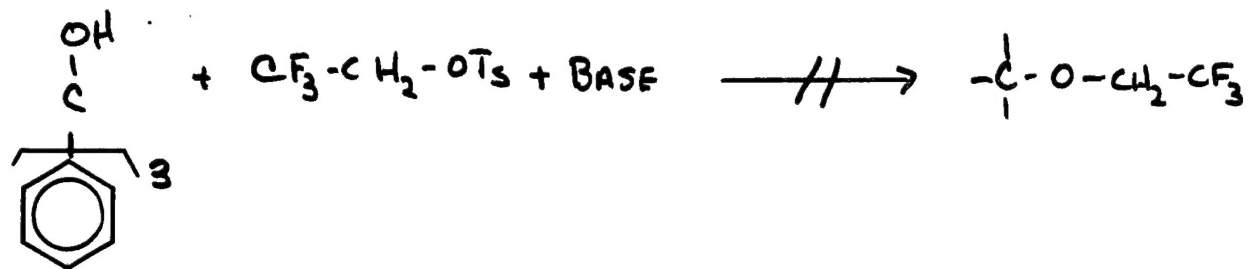 OH
C + CF3-CH2-OTs + BASE -C-O-CH2-CF3
3